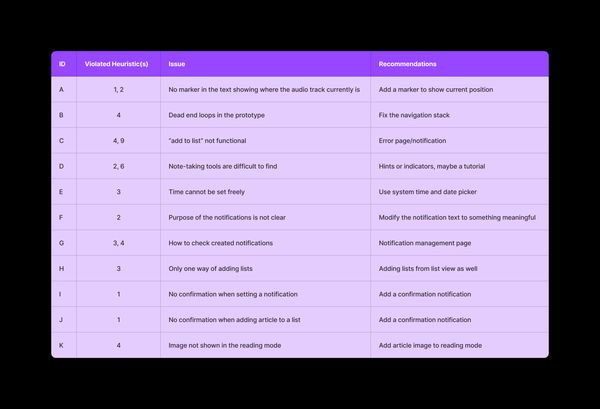 ID Violated Heuristic(s) Issue Recommendations
A 1, 2 No marker in the text showing where the audio track currently is Add a marker to show current position
B 4 Dead end loops in the prototype Fix the navigation stack
C 4, 9 "add to list" not functional Error page/notification
D 2, 6 Note-taking tools are difficult to find Hints or indicators, maybe a tutorial
E 3 Time cannot be set freely Use system time and date picker
F 2 Purpose of the notifications is not clear Modify the notification text to something meaningful
G 3, 4 How to check created notifications Notification management page
H 3 Only one way of adding lists Adding lists from list view as well
I 1 No confirmation when setting a notification Add a confirmation notification
J 1 No confirmation when adding article to a list Add a confirmation notification
K 4 Image not shown in the reading mode Add article image to reading mode